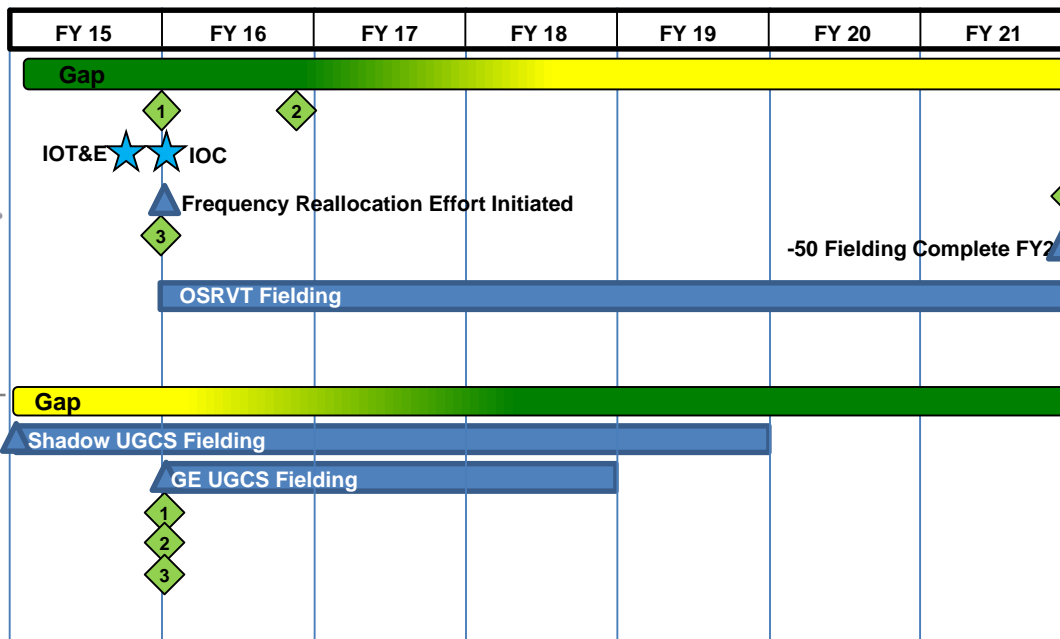 FY 15 FY 16 FY 17 FY 18 FY 19 FY 20 FY 21
Gap
1 2
IOT&E IOC
Frequency Reallocation Effort Initiated
3
-50 Fielding Complete FY2
OSRVT Fielding
Gap
Shadow UGCS Fielding
GE UGCS Fielding
1
2
3